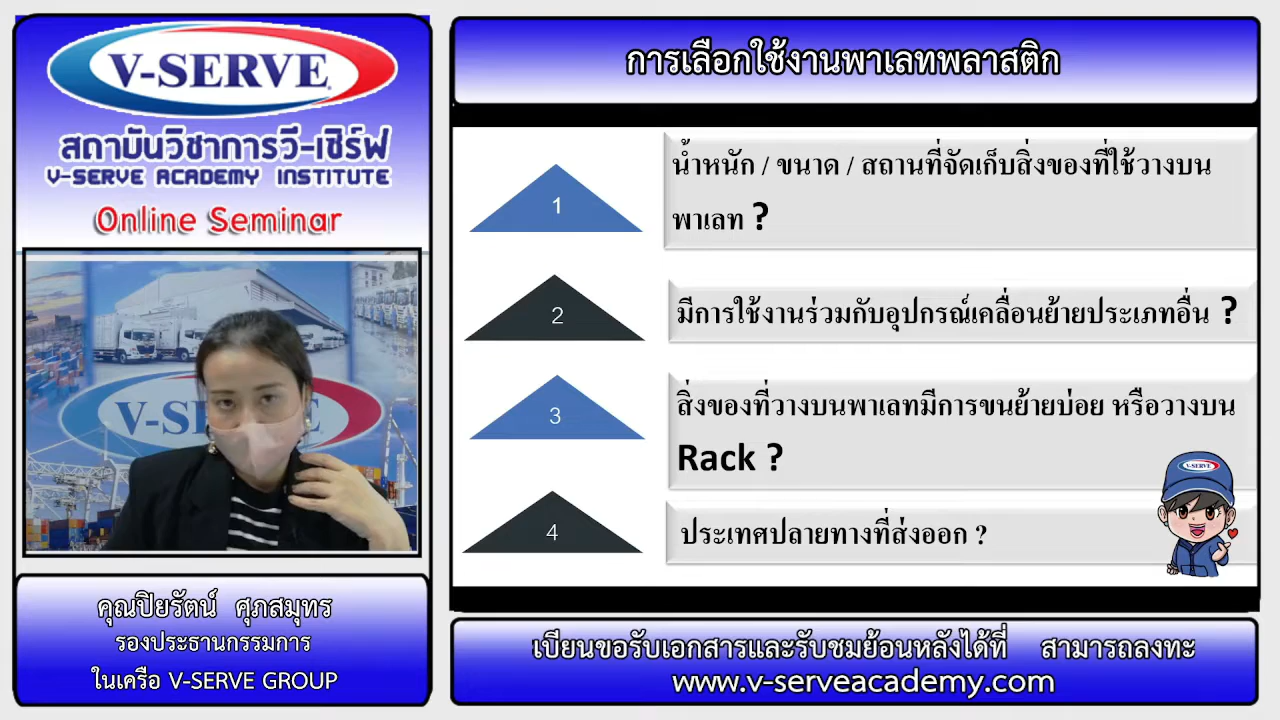 V-SERVE
สถาบันวิชาการวี-เซิร์ฟ
V-SERVE ACADEMY INSTITUTE
Online Seminar
V-SERVE
คุณปิยรัตน์ ศุภสมุทร
รองประธานกรรมการ
ในเครือ V-SERVE GROUP
การเลือกใช้งานพาเลทพลาสติก
1
น้ำหนัก / ขนาด / สถานที่จัดเก็บสิ่งของที่ใช้วางบน
พาเลท ?
2
มีการใช้งานร่วมกับอุปกรณ์เคลื่อนย้ายประเภทอื่น ?
3
สิ่งของที่วางบนพาเลทมีการขนย้ายบ่อย หรือวางบน
Rack ?
4
ประเทศปลายทางที่ส่งออก ?
V-SERVE
เบียนขอรับเอกสารและรับชมย้อนหลังได้ที่ สามารถลงทะ
www.v-serveacademy.com